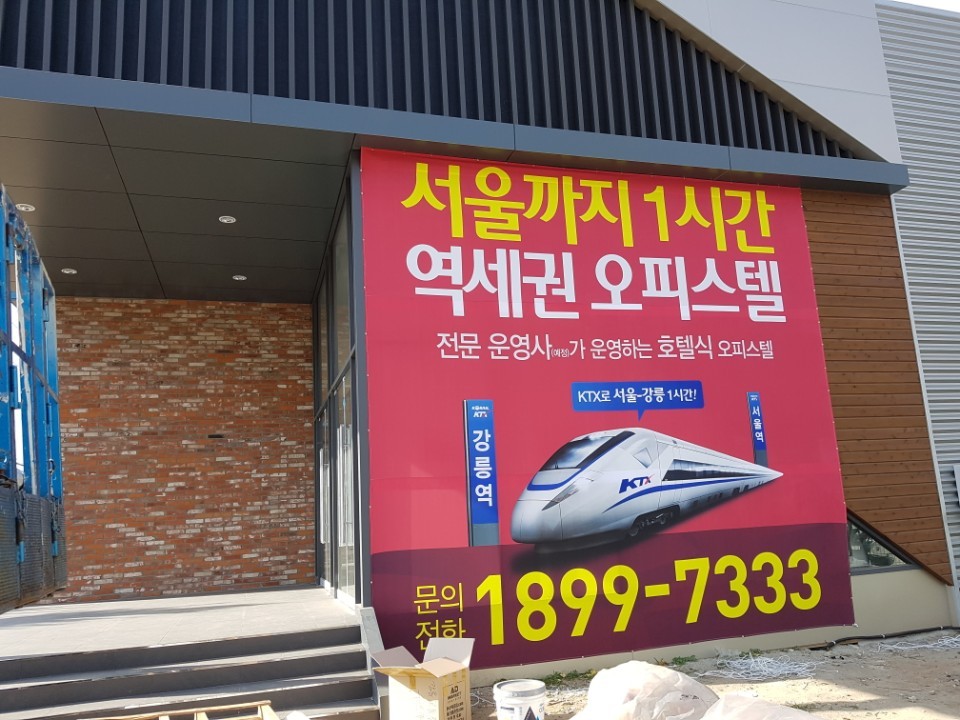 서울까지 1시간
역세권 오피스텔
전문 운영사(예정)가 운영하는 호텔식 오피스텔
KTX로 서울-강릉 1시간!
KTX
강릉역
서울역
KTX
문의
전화
1899-7333